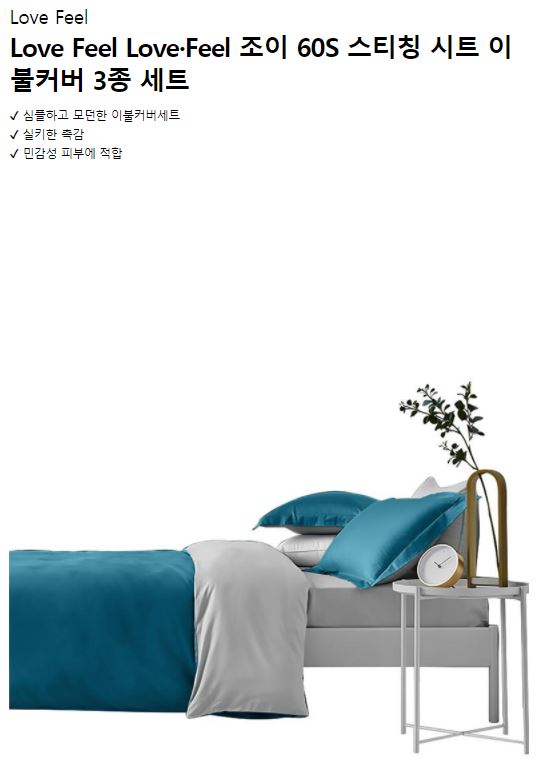 Love Feel
Love Feel Love·Feel 조이 60S 스티칭 시트 이
불커버 3종 세트
✓ 심플하고 모던한 이불커버세트
✓ 실키한 촉감
✓ 민감성 피부에 적합